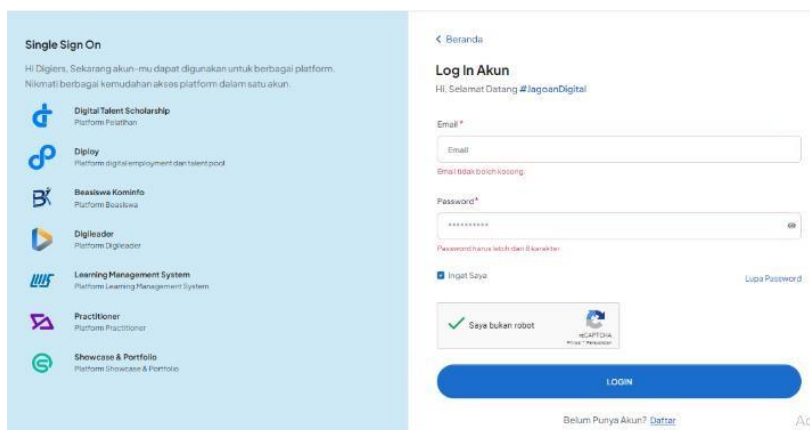 Single Sign On
Hi Digiers, Sekarang akun-mu dapat digunakan untuk berbagai platform.
Nikmati berbagai kemudahan akses platform dalam satu akun.
Digital Talent Scholarship
Platform Pelatihan
Diploy
Platform digital employment dan talent pool
Beasiswa Kominfo
Platform Beasiswa
Digileader
Platform Digileader
Learning Management System
Platform Learning Management System
Practitioner
Platform Practitioner
Showcase & Portfolio
Platform Showcase & Portfolio
< Beranda
Log In Akun
Hi, Selamat Datang #JagoanDigital
Email *
Email
Email tidak boleh kosong
Password *
**********
Password harus lebih dari 8 karakter
Ingat Saya
Lupa Password
Saya bukan robot
reCAPTCHA
LOGIN
Belum Punya Akun? Daftar